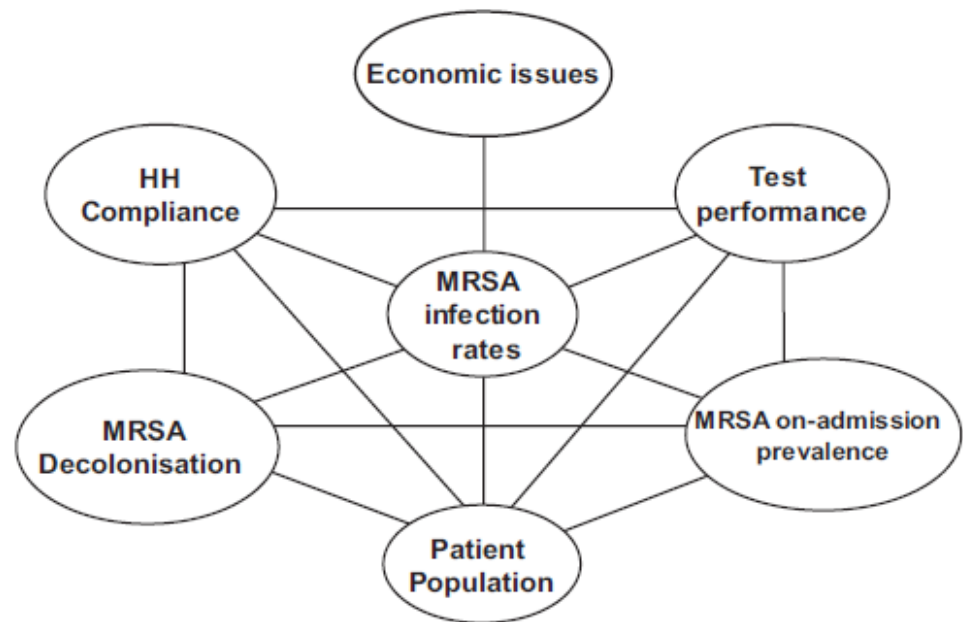 Economic issues
HH
Compliance
Test
performance
MRSA
infection
rates
MRSA
Decolonisation
MRSA on-admission
prevalence
Patient
Population